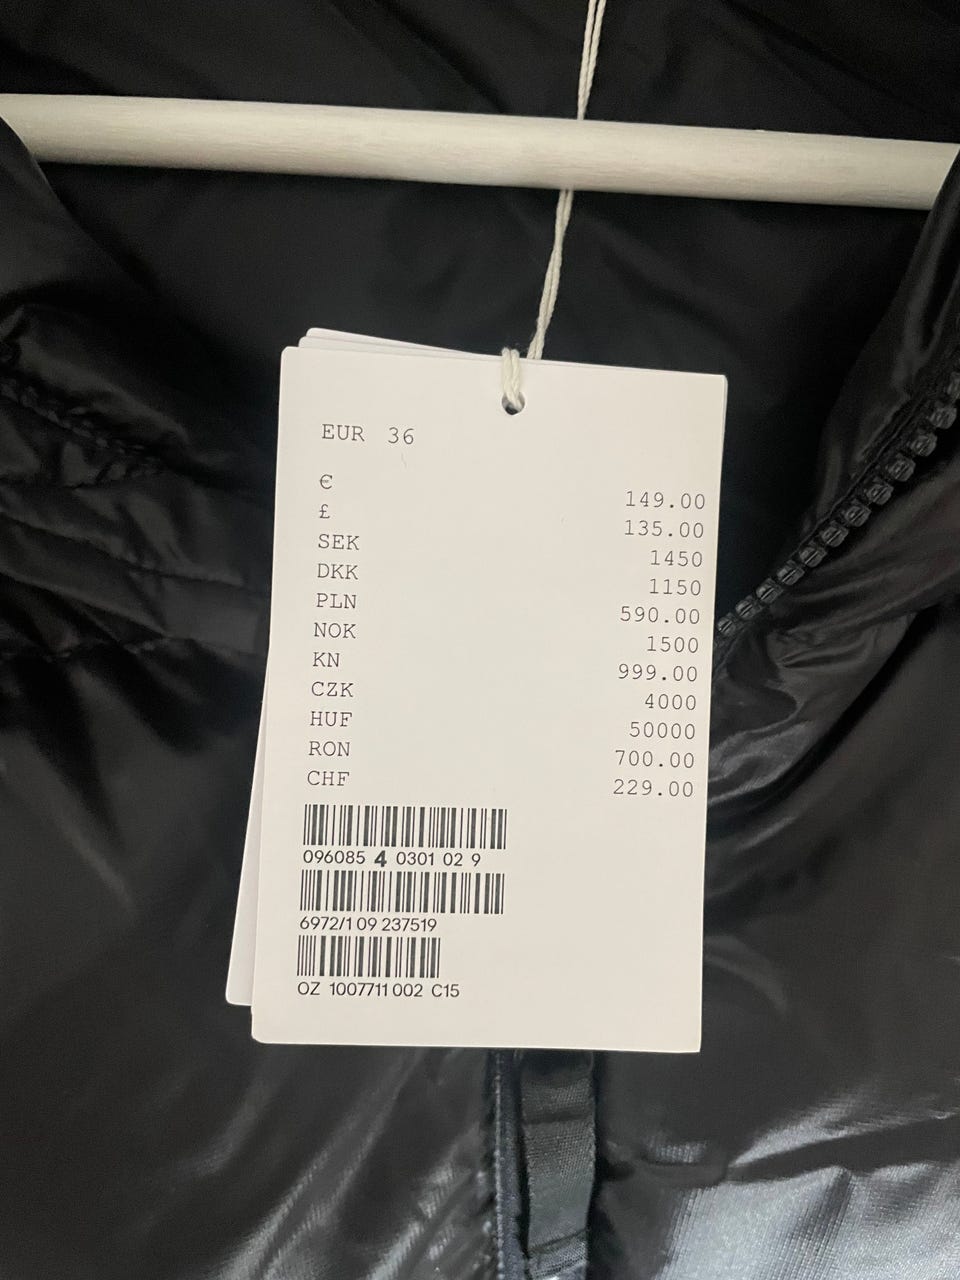 EUR 36
€ 149.00
£ 135.00
SEK 1450
DKK 1150
PLN 590.00
NOK 1500
KN 999.00
CZK 4000
HUF 50000
RON 700.00
CHF 229.00
096085 4 0301 02 9
6972/1 09 237519
OZ 1007711 002 C15